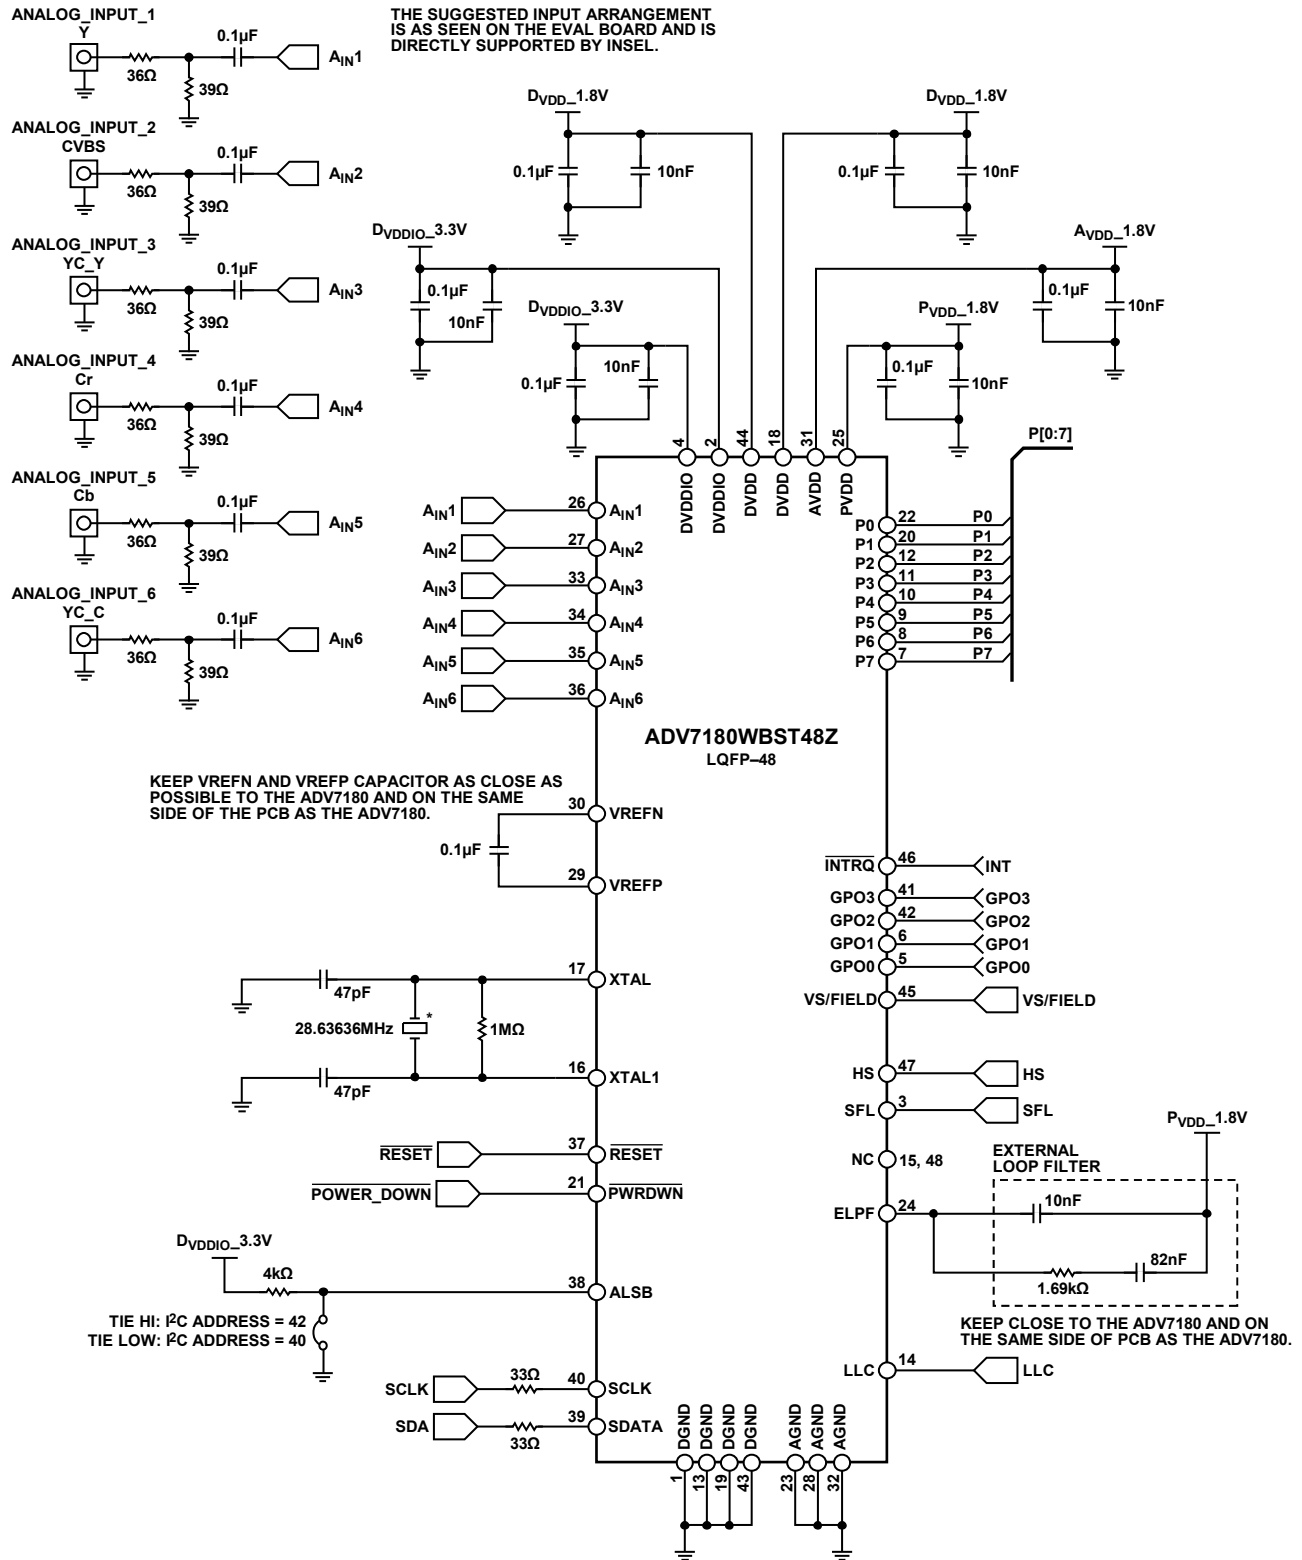 ANALOG_INPUT_1
Y
36Ω
39Ω
0.1µF
AIN1
ANALOG_INPUT_2
CVBS
36Ω
39Ω
0.1µF
AIN2
ANALOG_INPUT_3
YC_Y
36Ω
39Ω
0.1µF
AIN3
ANALOG_INPUT_4
Cr
36Ω
39Ω
0.1µF
AIN4
ANALOG_INPUT_5
Cb
36Ω
39Ω
0.1µF
AIN5
ANALOG_INPUT_6
YC_C
36Ω
39Ω
0.1µF
AIN6
THE SUGGESTED INPUT ARRANGEMENT
IS AS SEEN ON THE EVAL BOARD AND IS
DIRECTLY SUPPORTED BY INSEL.
DVDD_1.8V
0.1µF
10nF
DVDD_1.8V
0.1µF
10nF
DVDDIO_3.3V
0.1µF
10nF
DVDDIO_3.3V
0.1µF
10nF
AVDD_1.8V
0.1µF
10nF
PVDD_1.8V
0.1µF
10nF
4
2
44
18
31
25
DVDDIO
DVDDIO
DVDD
DVDD
AVDD
PVDD
P[0:7]
AIN1
26
AIN1
AIN2
27
AIN2
AIN3
33
AIN3
AIN4
34
AIN4
AIN5
35
AIN5
AIN6
36
AIN6
P0
22
P0
P1
20
P1
P2
12
P2
P3
11
P3
P4
10
P4
P5
9
P5
P6
8
P6
P7
7
P7
ADV7180WBST48Z
LQFP–48
KEEP VREFN AND VREFP CAPACITOR AS CLOSE AS
POSSIBLE TO THE ADV7180 AND ON THE SAME
SIDE OF THE PCB AS THE ADV7180.
30
VREFN
0.1µF
29
VREFP
INTRQ
46
INT
GPO3
41
GPO3
GPO2
42
GPO2
GPO1
6
GPO1
GPO0
5
GPO0
VS/FIELD
45
VS/FIELD
17
XTAL
47pF
28.63636MHz
*
1MΩ
16
XTAL1
47pF
HS
47
HS
SFL
3
SFL
NC
15, 48
RESET
37
RESET
POWER_DOWN
21
PWRDWN
PVDD_1.8V
EXTERNAL
LOOP FILTER
ELPF
24
10nF
82nF
1.69kΩ
KEEP CLOSE TO THE ADV7180 AND ON
THE SAME SIDE OF PCB AS THE ADV7180.
DVDDIO_3.3V
4kΩ
38
ALSB
TIE HI: I2C ADDRESS = 42
TIE LOW: I2C ADDRESS = 40
LLC
14
LLC
SCLK
33Ω
40
SCLK
SDA
33Ω
39
SDATA
DGND
DGND
DGND
DGND
AGND
AGND
AGND
1
13
19
43
23
28
32